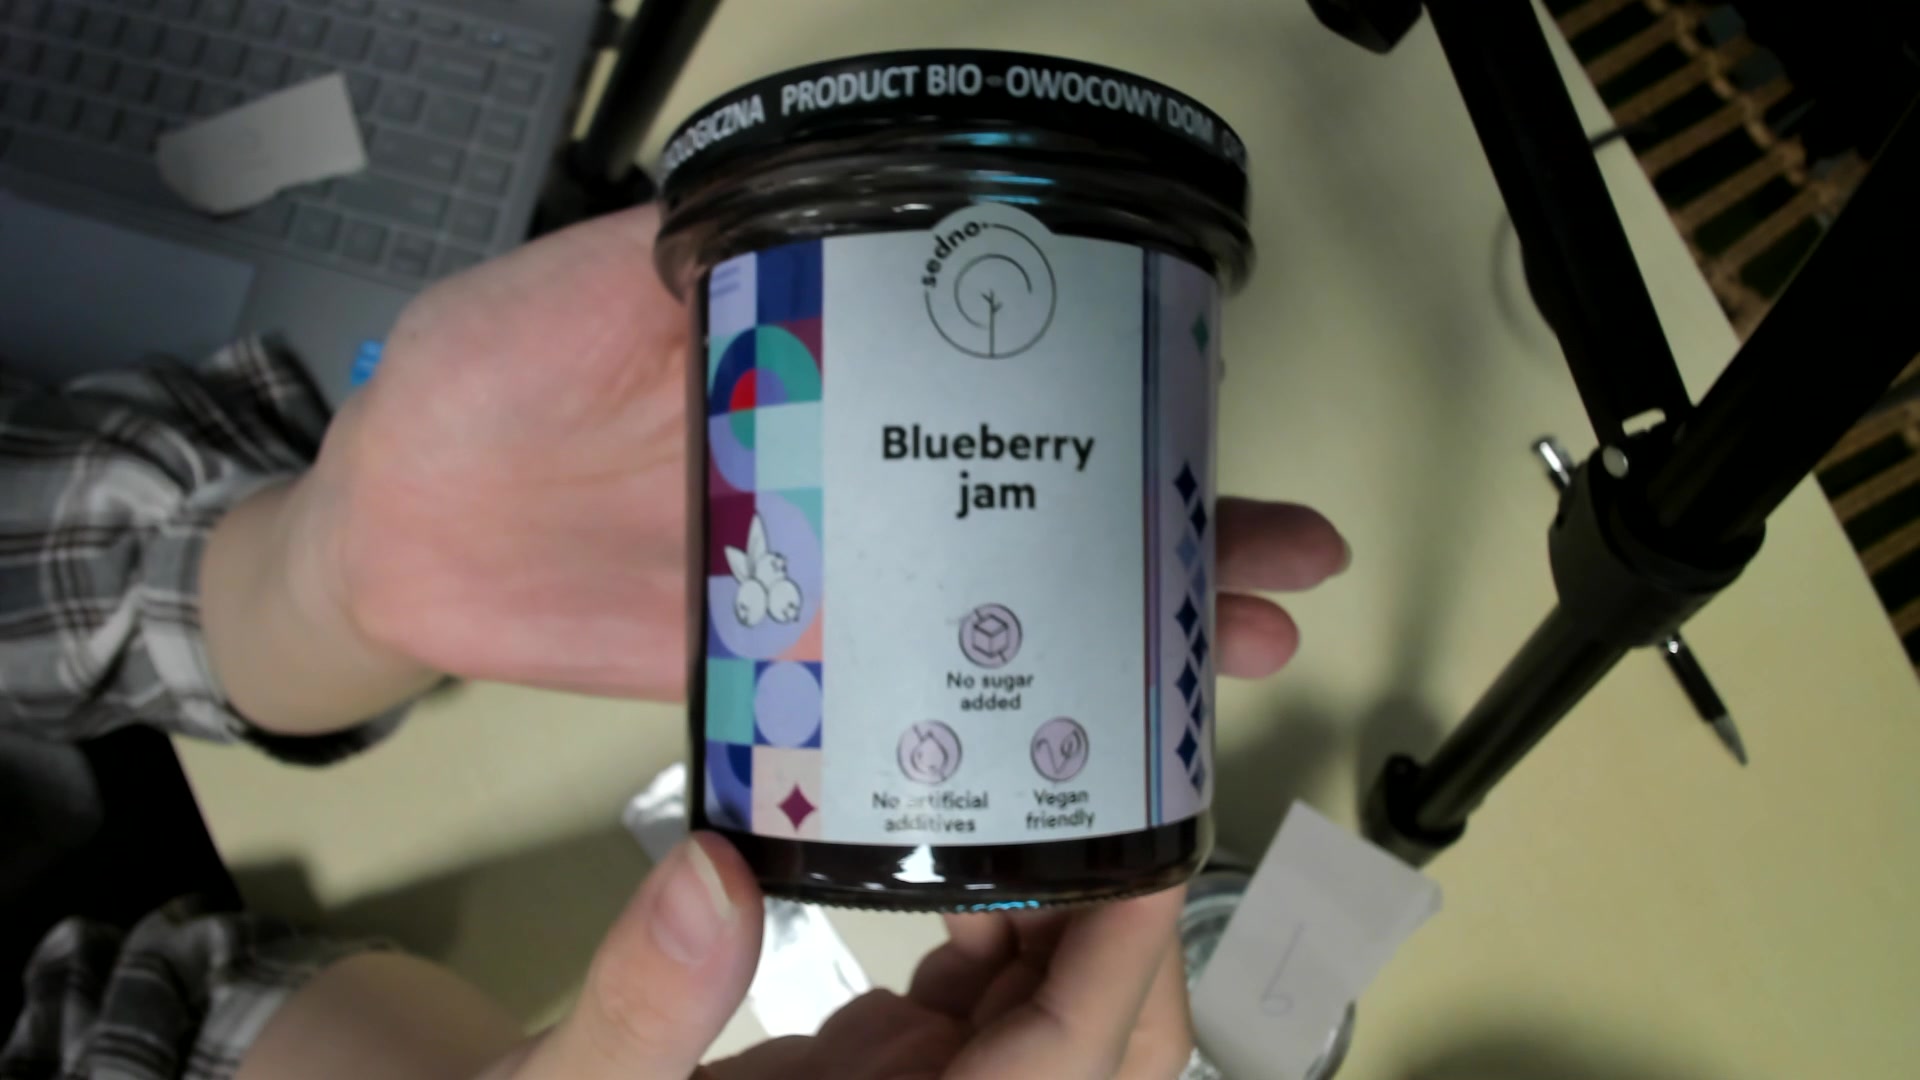 PRODUCT BIO - OWOCOWY DOM
sedno
Blueberry
jam
No sugar
added
No artificial
additives
Vegan
friendly